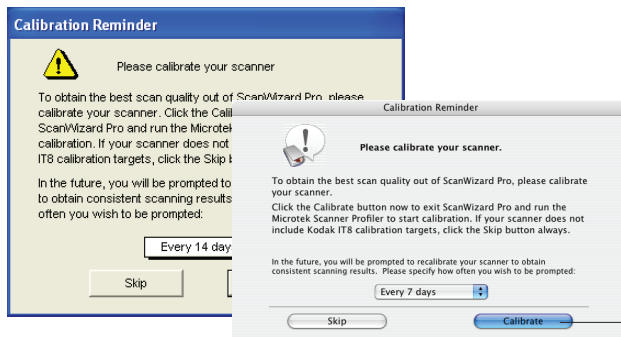 Calibration Reminder
Please calibrate your scanner
To obtain the best scan quality out of ScanWizard Pro, please
calibrate your scanner. Click the
ScanWizard Pro and run the Microtek
calibration. If your scanner does not
IT8 calibration targets, click the Skip
In the future, you will be prompted to
to obtain consistent scanning results
often you wish to be prompted:
Every 14
Skip
Calibration Reminder
Please calibrate your scanner.
To obtain the best scan quality out of ScanWizard Pro, please calibrate
your scanner.
Click the Calibrate button now to exit ScanWizard Pro and run the
Microtek Scanner Profiler to start calibration. If your scanner does not
include Kodak IT8 calibration targets, click the Skip button always.
In the future, you will be prompted to recalibrate your scanner to obtain
consistent scanning results. Please specify how often you wish to be prompted:
Every 7 days
Skip
Calibrate